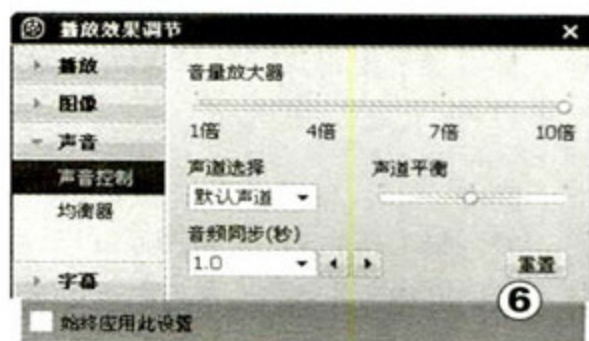 播放效果调节
播放
图像
声音
声音控制
均衡器
字幕
音量放大器
1倍 4倍 7倍 10倍
声道选择 声道平衡
默认声道
音频同步(秒)
1.0
重置
⑥
始终应用此设置